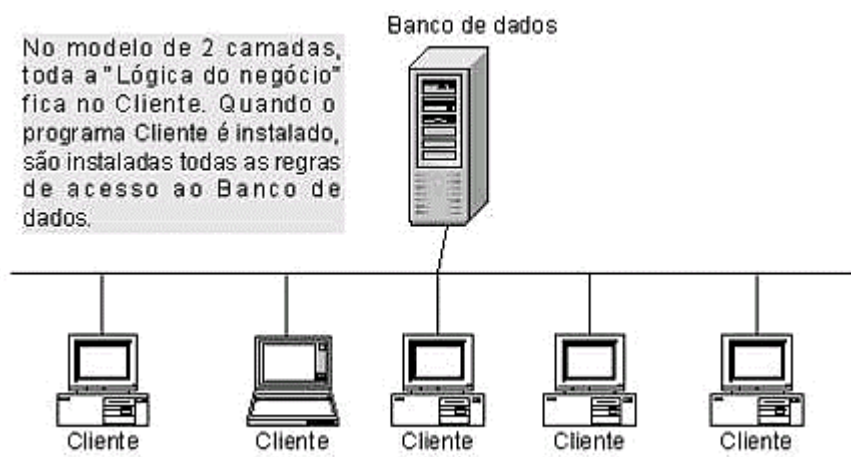 Banco de dados
No modelo de 2 camadas,
toda a "Lógica do negócio"
fica no Cliente. Quando o
programa Cliente é instalado,
são instaladas todas as regras
de acesso ao Banco de
dados.
Cliente
Cliente
Cliente
Cliente
Cliente